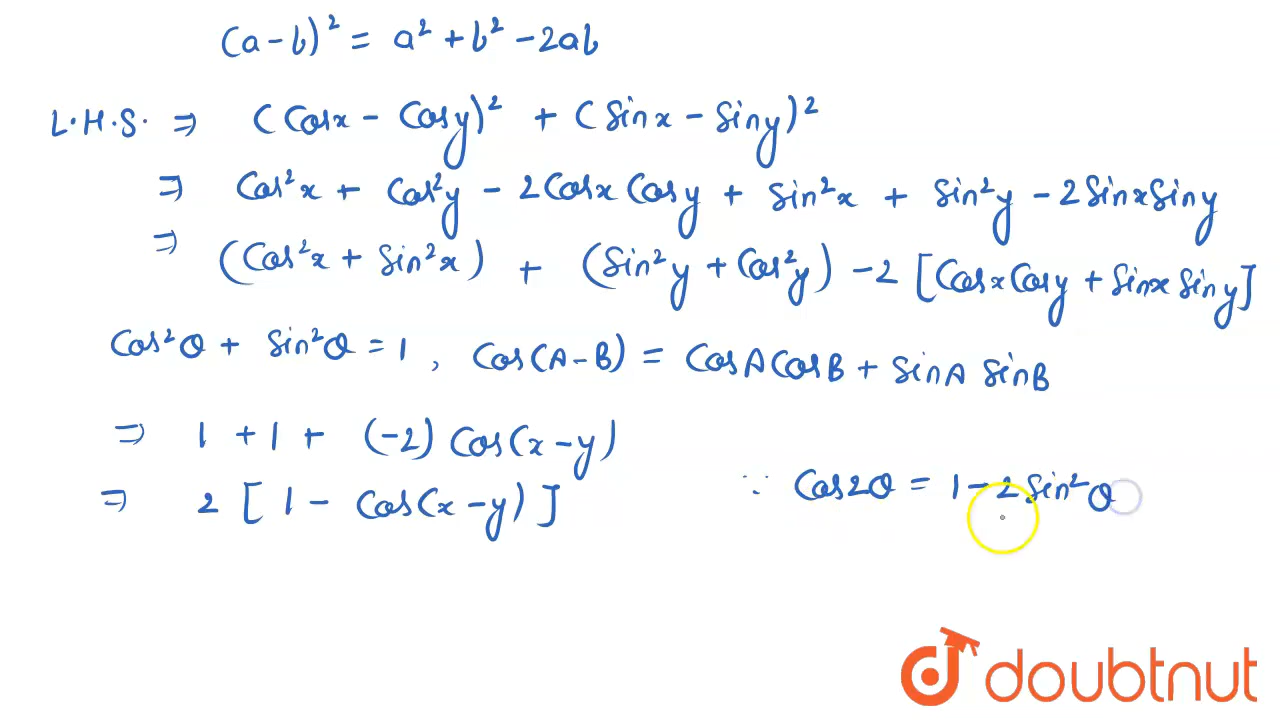 (a-b)² = a² + b² - 2ab
L.H.S. ⇒ (Cosx - Cosy)² + (Sinx - Siny)²
⇒ Cos²x + Cos²y - 2Cosx Cosy + Sin²x + Sin²y - 2SinxSiny
⇒ (Cos²x + Sin²x) + (Sin²y + Cos²y) - 2 [CosxCosy + Sinx Siny]
Cos²θ + Sin²θ = 1 , Cos(A-B) = CosACosB + SinA SinB
⇒ 1 + 1 + (-2) Cos(x-y)
⇒ 2 [1 - Cos(x-y)] ∵ Cos2θ = 1-2Sin²θ
doubtnut